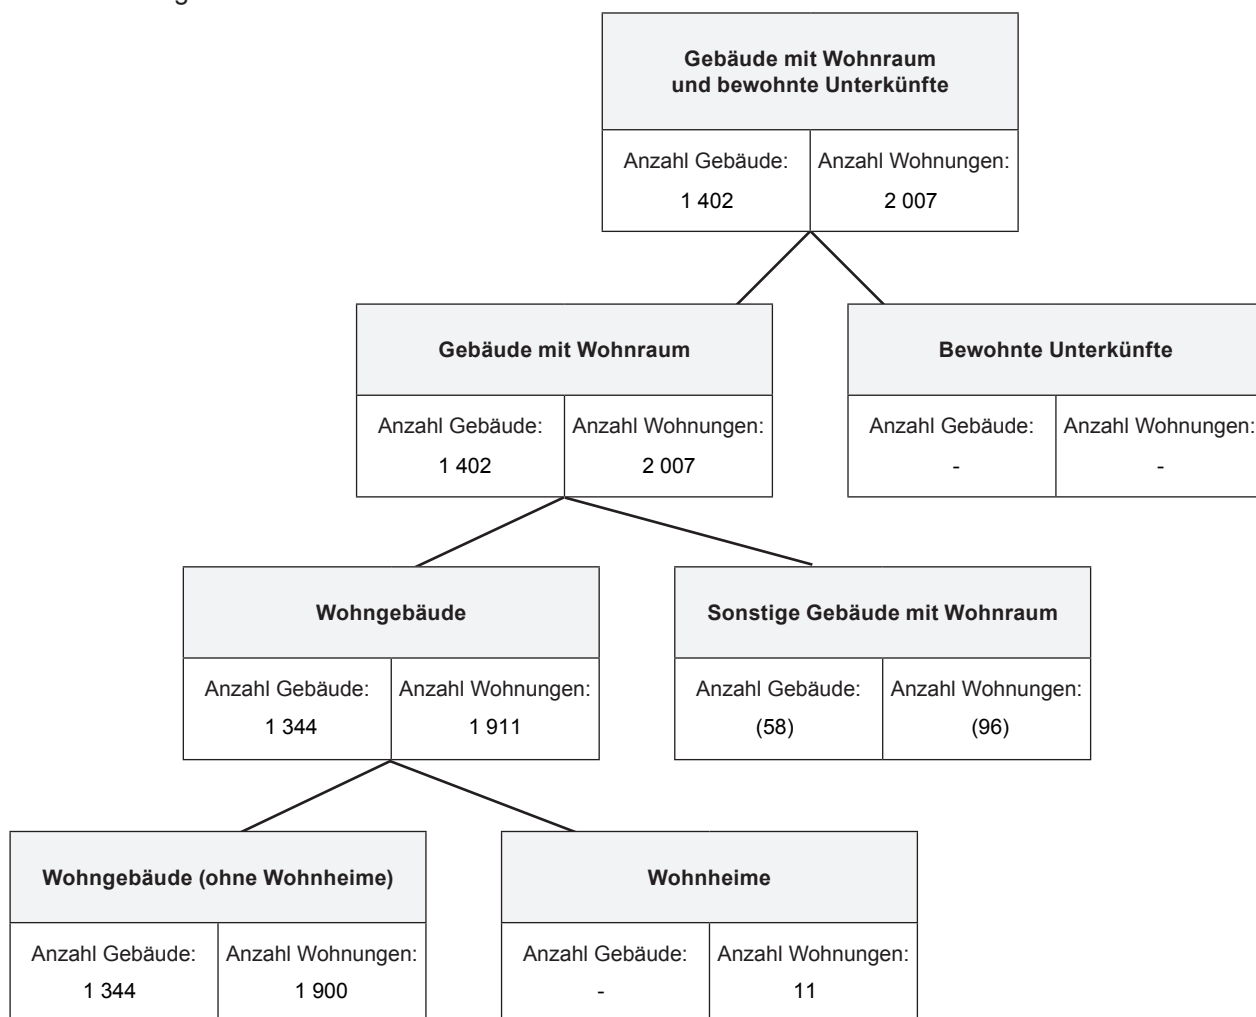 Gebäude mit Wohnraum
und bewohnte Unterkünfte
Anzahl Gebäude:
1 402
Anzahl Wohnungen:
2 007
Gebäude mit Wohnraum
Anzahl Gebäude:
1 402
Anzahl Wohnungen:
2 007
Bewohnte Unterkünfte
Anzahl Gebäude:
-
Anzahl Wohnungen:
-
Wohngebäude
Anzahl Gebäude:
1 344
Anzahl Wohnungen:
1 911
Sonstige Gebäude mit Wohnraum
Anzahl Gebäude:
(58)
Anzahl Wohnungen:
(96)
Wohngebäude (ohne Wohnheime)
Anzahl Gebäude:
1 344
Anzahl Wohnungen:
1 900
Wohnheime
Anzahl Gebäude:
-
Anzahl Wohnungen:
11